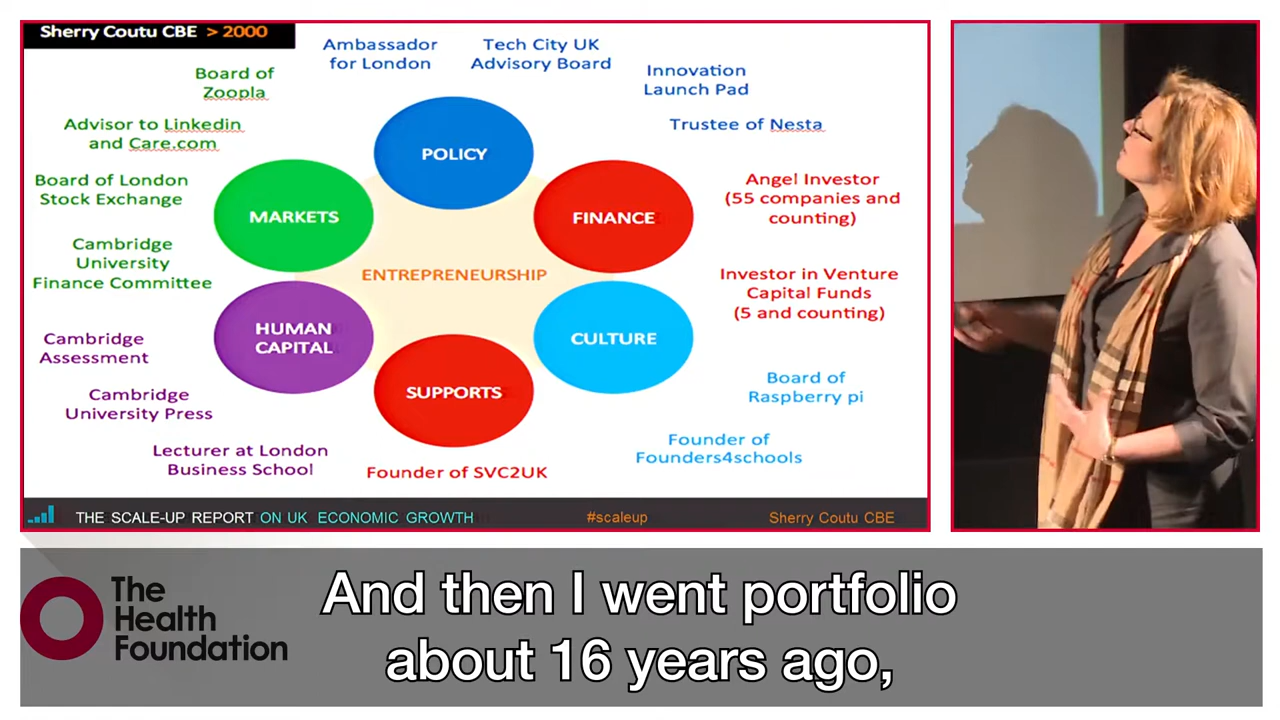 Sherry Coutu CBE > 2000
Ambassador
for London
Tech City UK
Advisory Board
Innovation
Launch Pad
Trustee of Nesta
Board of
Zoopla
Advisor to Linkedin
and Care.com
Board of London
Stock Exchange
Cambridge
University
Finance Committee
Cambridge
Assessment
Cambridge
University Press
Lecturer at London
Business School
Founder of SVC2UK
POLICY
MARKETS
FINANCE
ENTREPRENEURSHIP
HUMAN
CAPITAL
CULTURE
SUPPORTS
Angel Investor
(55 companies and
counting)
Investor in Venture
Capital Funds
(5 and counting)
Board of
Raspberry pi
Founder of
Founders4schools
THE SCALE-UP REPORT ON UK ECONOMIC GROWTH
#scaleup
Sherry Coutu CBE
The
Health
Foundation
And then I went portfolio
about 16 years ago,